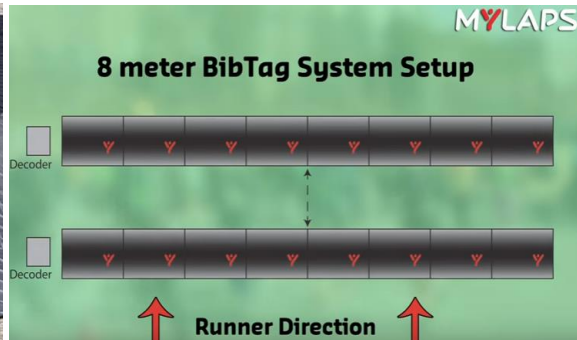 MYLAPS
8 meter BibTag System Setup
Decoder
Decoder
Runner Direction